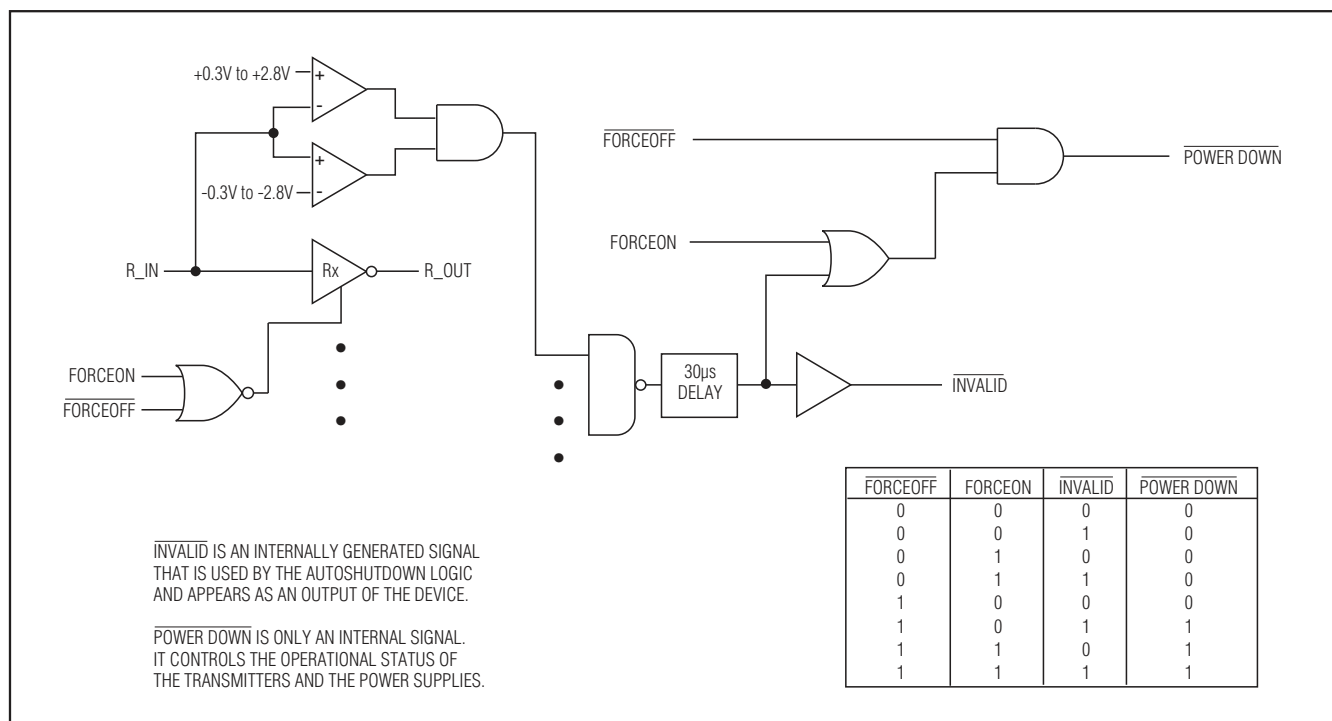 +0.3V to +2.8V
+
-
+
-
-0.3V to -2.8V
R_IN
Rx
R_OUT
FORCEON
FORCEOFF
FORCEOFF
POWER DOWN
FORCEON
30µs
DELAY
INVALID
FORCEOFF FORCEON INVALID POWER DOWN
0 0 0 0
0 0 1 0
0 1 0 0
0 1 1 0
1 0 0 0
1 0 1 1
1 1 0 1
1 1 1 1
INVALID IS AN INTERNALLY GENERATED SIGNAL
THAT IS USED BY THE AUTOSHUTDOWN LOGIC
AND APPEARS AS AN OUTPUT OF THE DEVICE.
POWER DOWN IS ONLY AN INTERNAL SIGNAL.
IT CONTROLS THE OPERATIONAL STATUS OF
THE TRANSMITTERS AND THE POWER SUPPLIES.